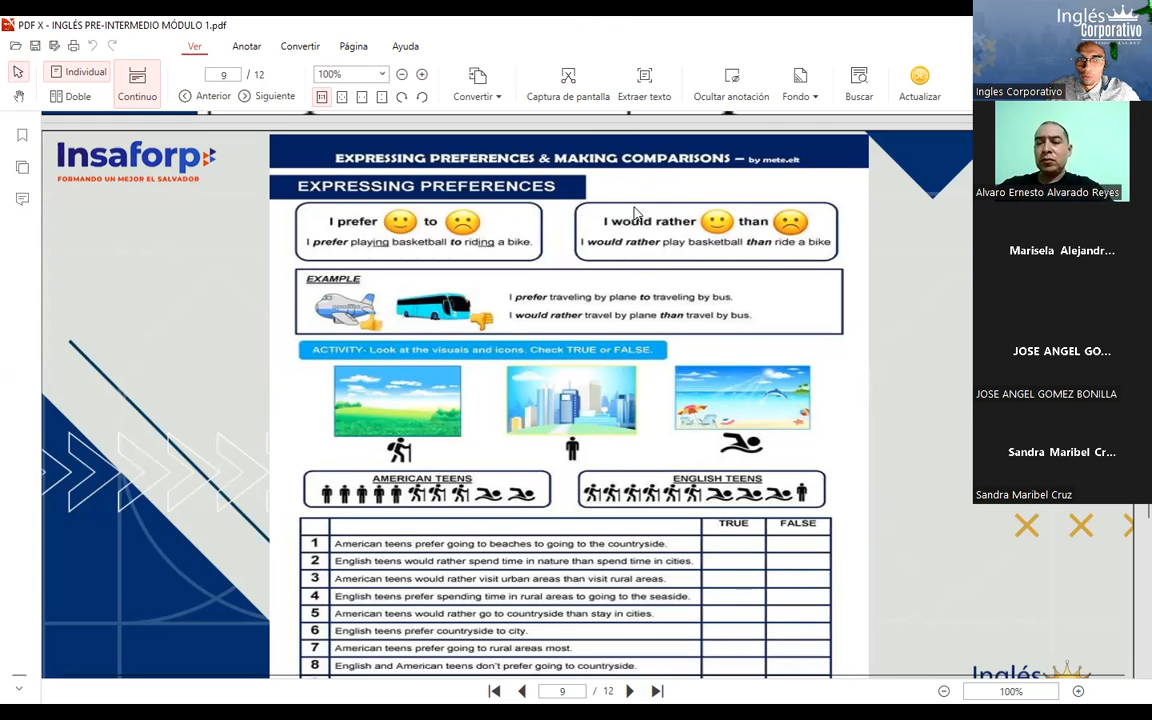 PDF X - INGLÉS PRE-INTERMEDIO MÓDULO 1.pdf
Ver Anotar Convertir Página Ayuda
Individual
Doble
Continuo
9 / 12
Anterior Siguiente
100%
Convertir
Captura de pantalla
Extraer texto
Ocultar anotación
Fondo
Buscar
Actualizar
Insaforp
FORMANDO UN MEJOR EL SALVADOR
EXPRESSING PREFERENCES & MAKING COMPARISONS – by mete.elt
EXPRESSING PREFERENCES
I prefer to
I prefer playing basketball to riding a bike.
I would rather than
I would rather play basketball than ride a bike
EXAMPLE
I prefer traveling by plane to traveling by bus.
I would rather travel by plane than travel by bus.
ACTIVITY- Look at the visuals and icons. Check TRUE or FALSE.
AMERICAN TEENS
ENGLISH TEENS
TRUE FALSE
1 American teens prefer going to beaches to going to the countryside.
2 English teens would rather spend time in nature than spend time in cities.
3 American teens would rather visit urban areas than visit rural areas.
4 English teens prefer spending time in rural areas to going to the seaside.
5 American teens would rather go to countryside than stay in cities.
6 English teens prefer countryside to city.
7 American teens prefer going to rural areas most.
8 English and American teens don't prefer going to countryside.
Inglés
9 / 12
100%
Inglés
Corporativo
Ingles Corporativo
Alvaro Ernesto Alvarado Reyes
Marisela Alejandr...
JOSE ANGEL GO...
JOSE ANGEL GOMEZ BONILLA
Sandra Maribel Cr...
Sandra Maribel Cruz